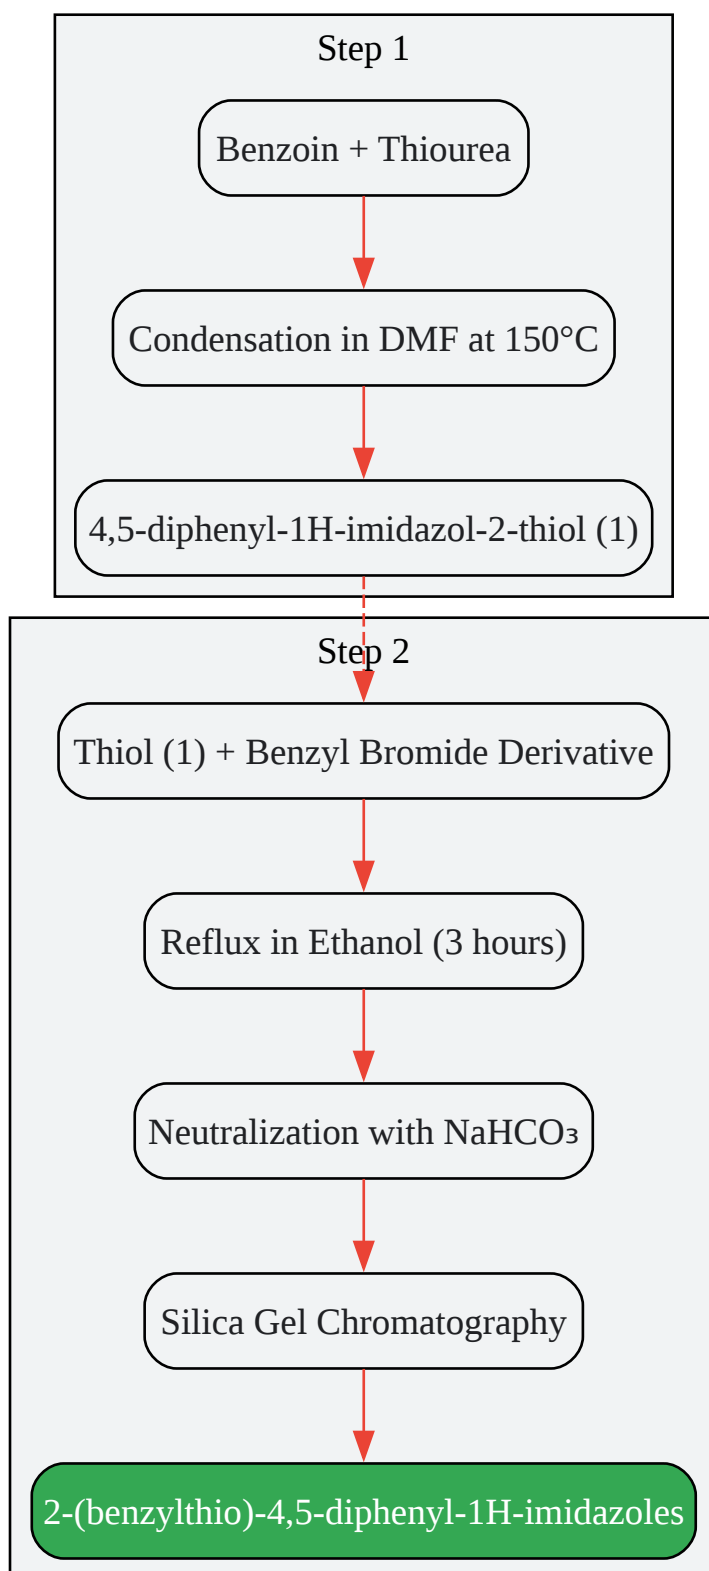 Step 1
Benzoin + Thiourea
Condensation in DMF at 150°C
4,5-diphenyl-1H-imidazol-2-thiol (1)
Step 2
Thiol (1) + Benzyl Bromide Derivative
Reflux in Ethanol (3 hours)
Neutralization with NaHCO₃
Silica Gel Chromatography
2-(benzylthio)-4,5-diphenyl-1H-imidazoles